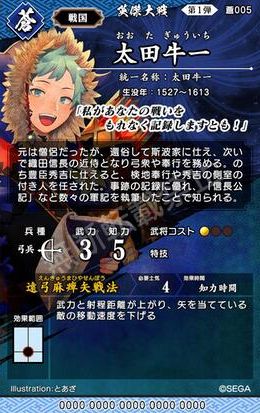 蒼
戦国
英傑大戦
第1弾
蒼005
おお た ぎゅういち
太田牛一
統一名称：太田牛一
生没年：1527～1613
「私があなたの戦いを
もれなく記録しますとも！」
元は僧侶だったが、還俗して斯波家に仕え、次い
で織田信長の近侍となり弓衆や奉行を務める。の
ち豊臣秀吉に仕えると、検地奉行や秀吉の側室の
付き人を任された。事跡の記録に優れ、『信長公
記』など数々の軍記を執筆したことで知られる。
兵種 武力 知力 武将コスト
弓兵 3 5 特技
えんきゅうまひやせんぽう
遠弓麻痺矢戦法
必要士気 4
効果時間 知力時間
効果範囲
武力と射程距離が上がり、矢を当てている
敵の移動速度を下げる
Illustration：とあざ
©SEGA
0000-0000-0000-0000-0000